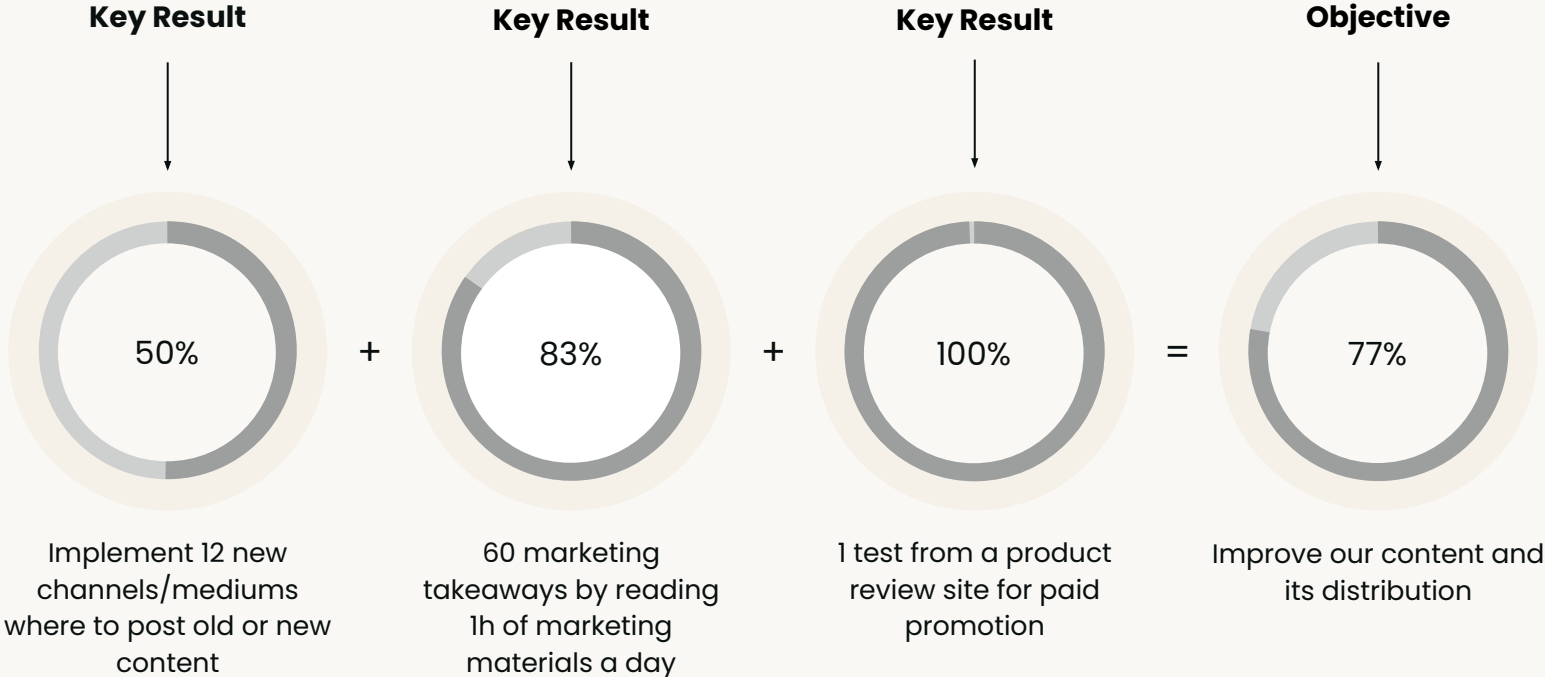 Key Result
Key Result
Key Result
Objective
50%
+
83%
+
100%
=
77%
Implement 12 new
channels/mediums
where to post old or new
content
60 marketing
takeaways by reading
1h of marketing
materials a day
1 test from a product
review site for paid
promotion
Improve our content and
its distribution